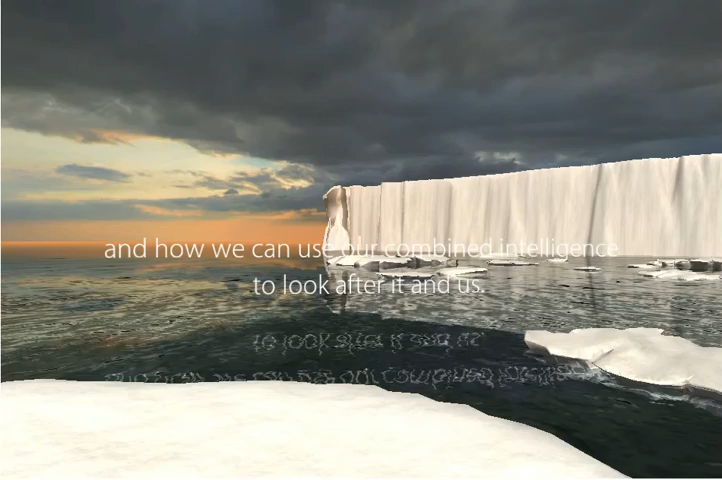 and how we can use our combined intelligence
to look after it and us.